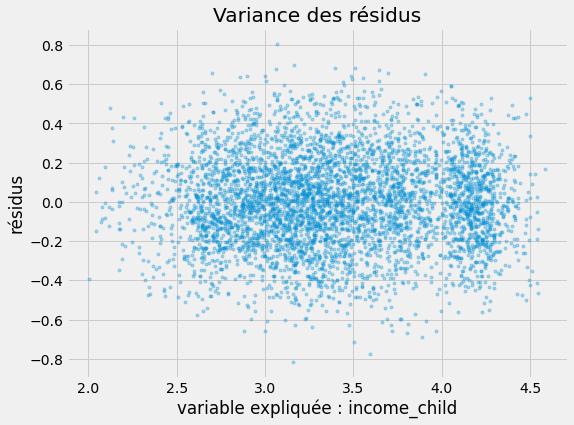 Variance des résidus
résidus
0.8
0.6
0.4
0.2
0.0
−0.2
−0.4
−0.6
−0.8
2.0 2.5 3.0 3.5 4.0 4.5
variable expliquée : income_child